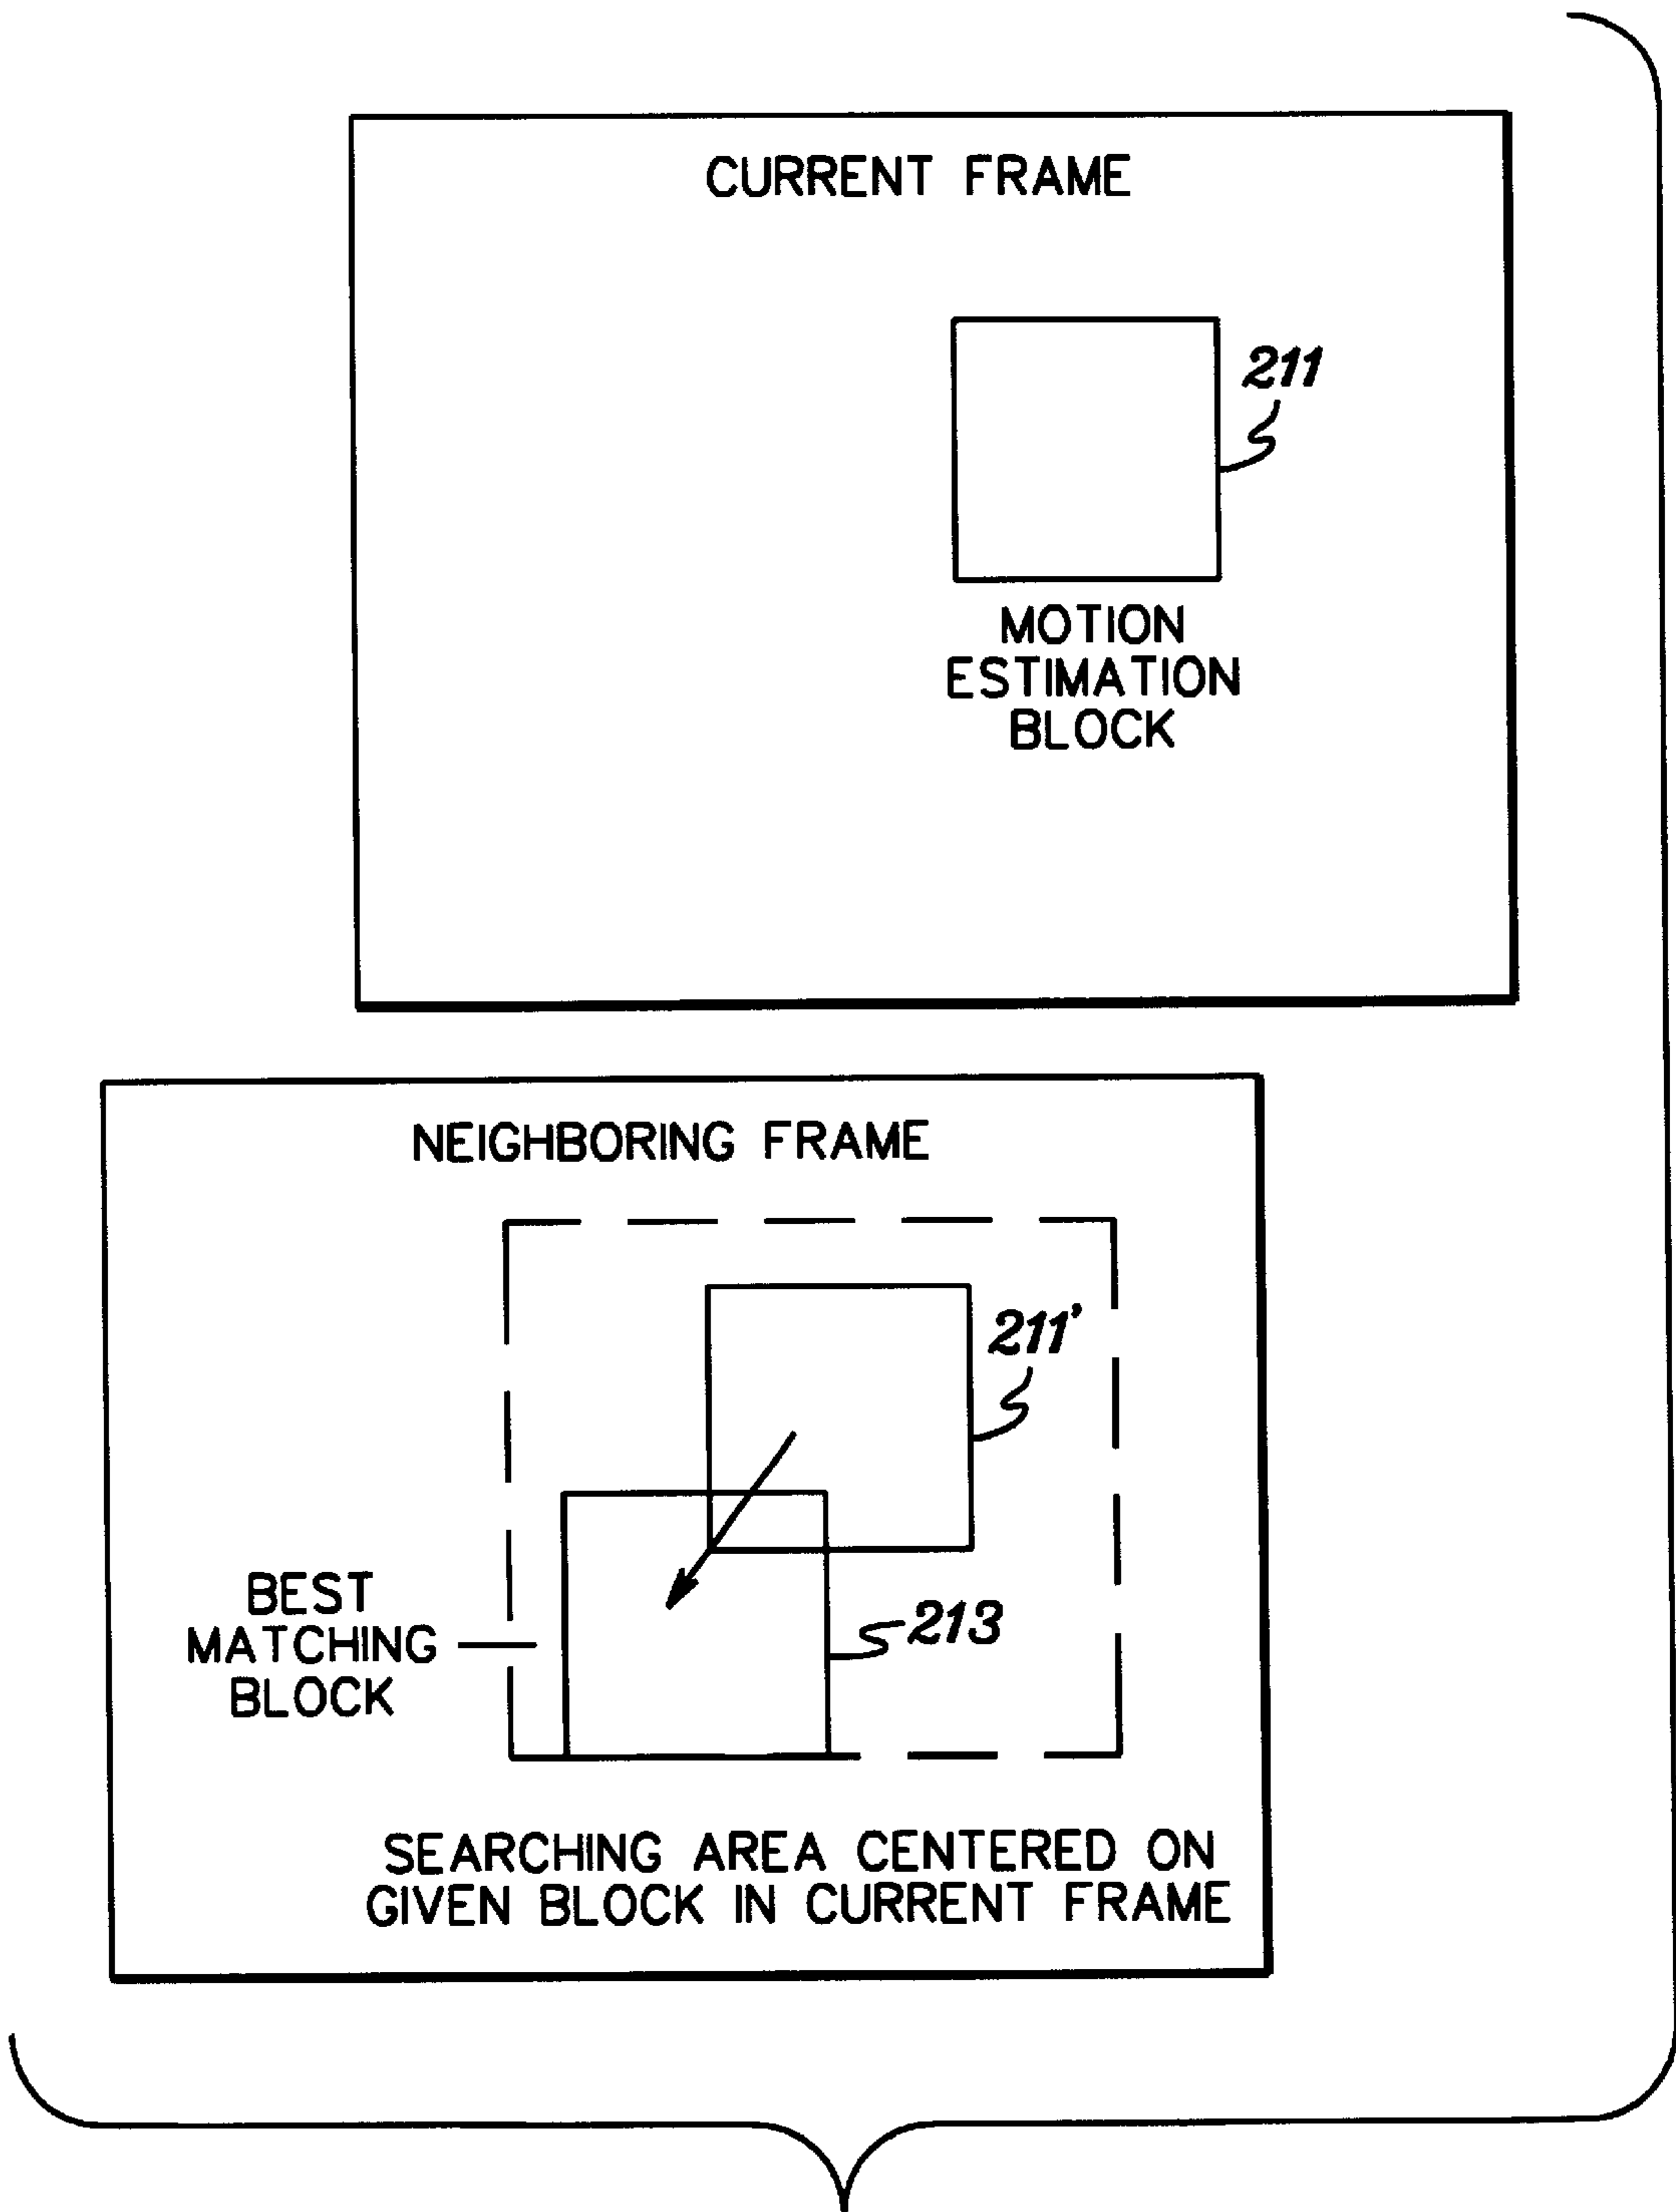 CURRENT FRAME
211
MOTION
ESTIMATION
BLOCK
NEIGHBORING FRAME
211'
BEST
MATCHING
BLOCK
213
SEARCHING AREA CENTERED ON
GIVEN BLOCK IN CURRENT FRAME